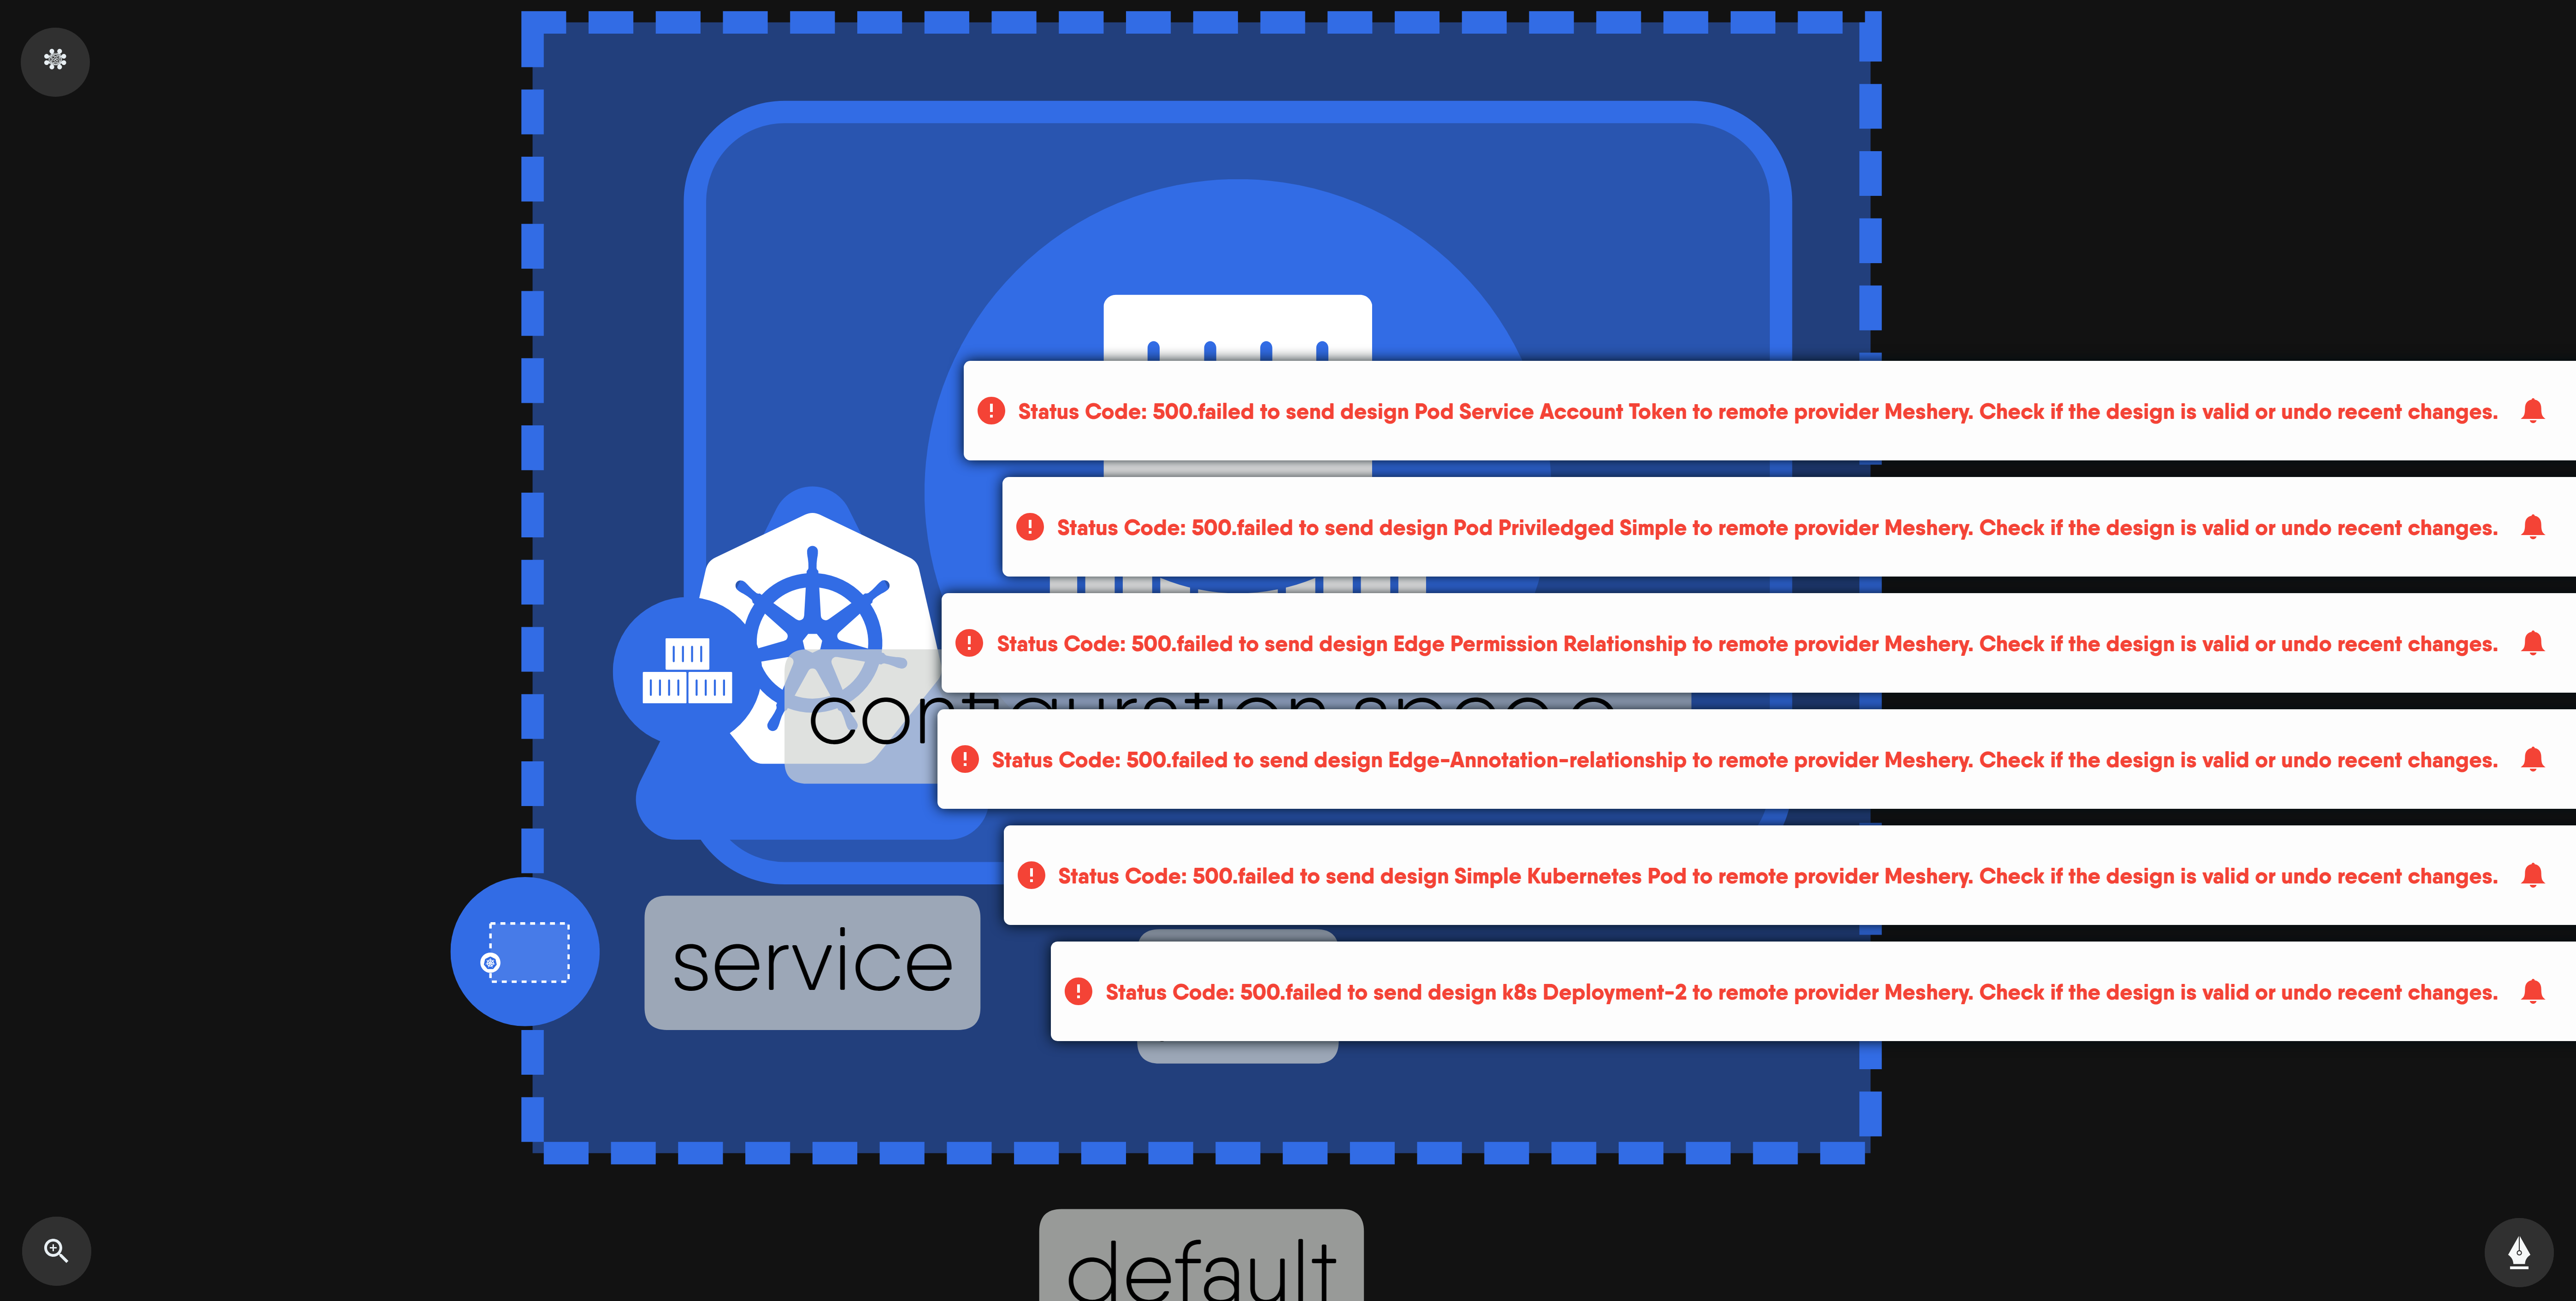 Status Code: 500.failed to send design Pod Service Account Token to remote provider Meshery. Check if the design is valid or undo recent changes.
Status Code: 500.failed to send design Pod Priviledged Simple to remote provider Meshery. Check if the design is valid or undo recent changes.
Status Code: 500.failed to send design Edge Permission Relationship to remote provider Meshery. Check if the design is valid or undo recent changes.
Status Code: 500.failed to send design Edge-Annotation-relationship to remote provider Meshery. Check if the design is valid or undo recent changes.
Status Code: 500.failed to send design Simple Kubernetes Pod to remote provider Meshery. Check if the design is valid or undo recent changes.
service
Status Code: 500.failed to send design k8s Deployment-2 to remote provider Meshery. Check if the design is valid or undo recent changes.
default